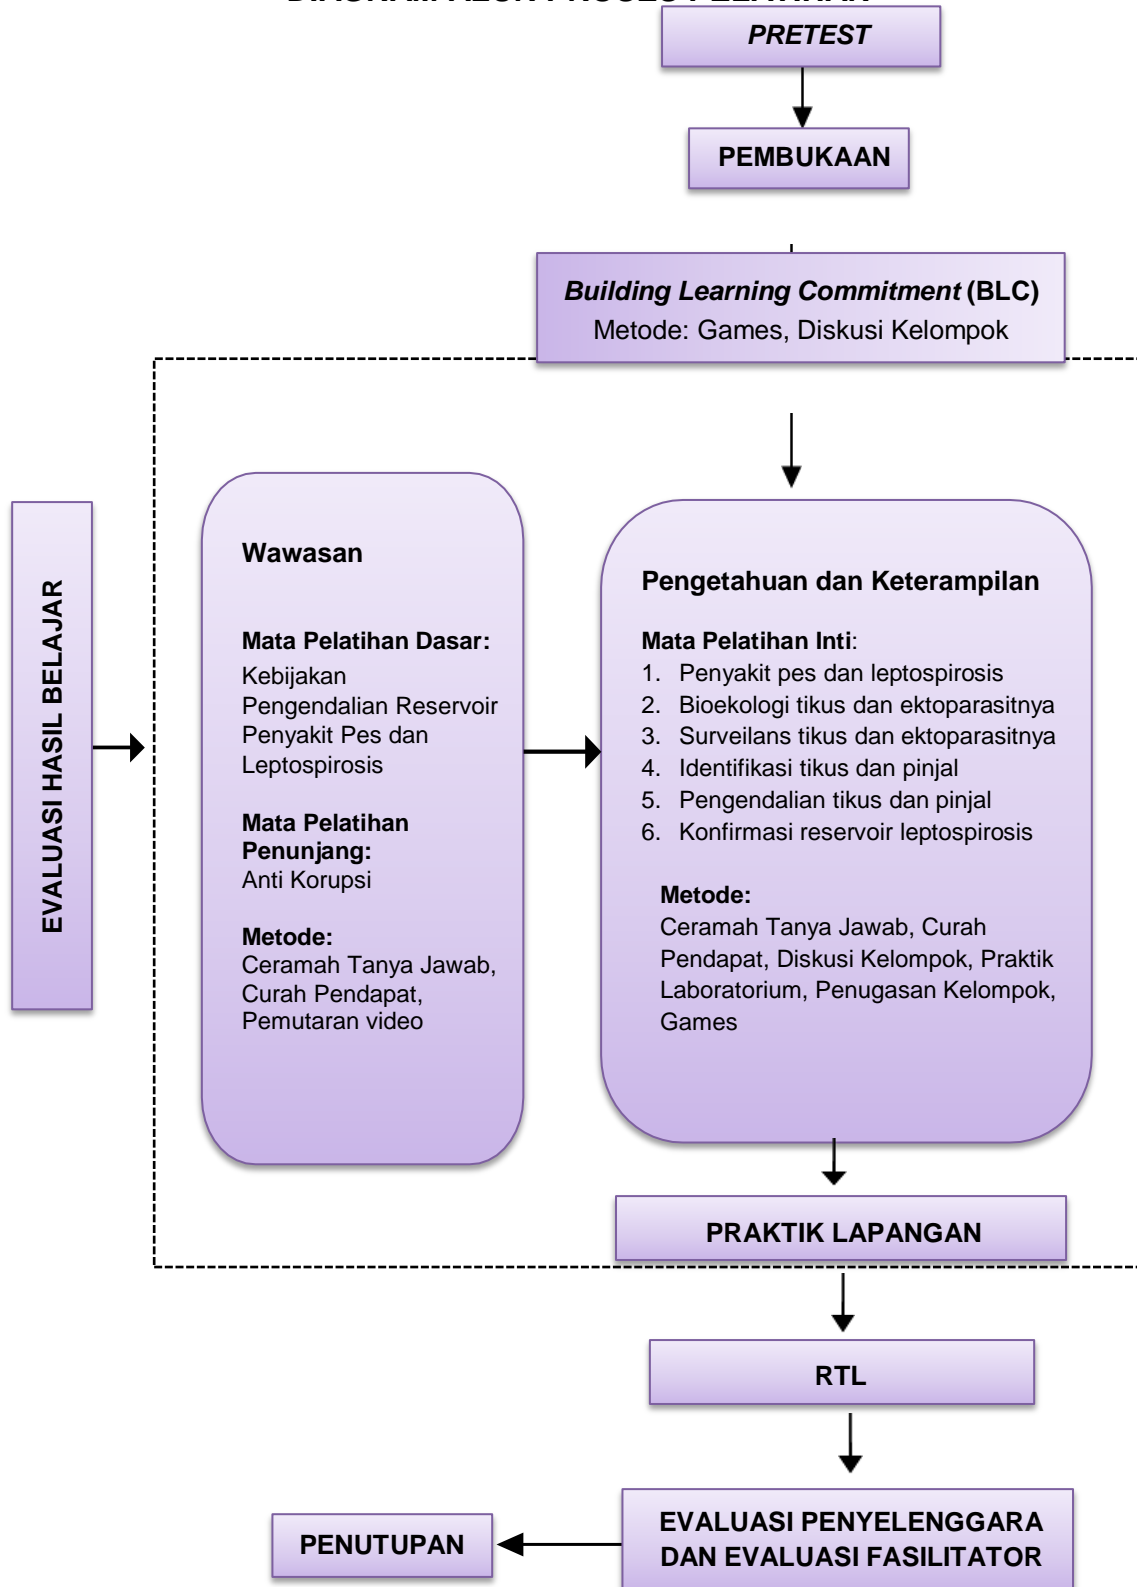 DIAGRAM ALUR PROSES PELATIHAN
PRETEST
PEMBUKAAN
Building Learning Commitment (BLC)
Metode: Games, Diskusi Kelompok
EVALUASI HASIL BELAJAR
Wawasan
Mata Pelatihan Dasar:
Kebijakan
Pengendalian Reservoir
Penyakit Pes dan
Leptospirosis
Mata Pelatihan
Penunjang:
Anti Korupsi
Metode:
Ceramah Tanya Jawab,
Curah Pendapat,
Pemutaran video
Pengetahuan dan Keterampilan
Mata Pelatihan Inti:
1. Penyakit pes dan leptospirosis
2. Bioekologi tikus dan ektoparasitnya
3. Surveilans tikus dan ektoparasitnya
4. Identifikasi tikus dan pinjal
5. Pengendalian tikus dan pinjal
6. Konfirmasi reservoir leptospirosis
Metode:
Ceramah Tanya Jawab, Curah
Pendapat, Diskusi Kelompok, Praktik
Laboratorium, Penugasan Kelompok,
Games
PRAKTIK LAPANGAN
RTL
EVALUASI PENYELENGGARA
DAN EVALUASI FASILITATOR
PENUTUPAN